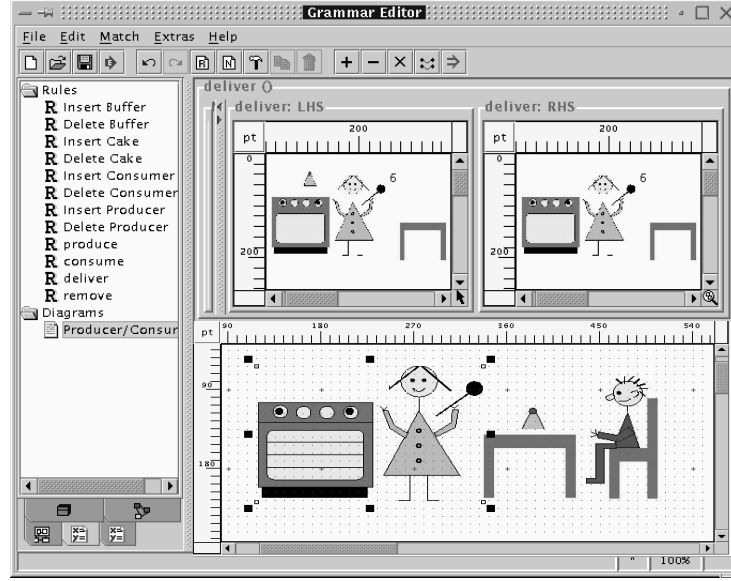 Grammar Editor
File Edit Match Extras Help
R N
Rules
R Insert Buffer
R Delete Buffer
R Insert Cake
R Delete Cake
R Insert Consumer
R Delete Consumer
R Insert Producer
R Delete Producer
R produce
R consume
R deliver
R remove
Diagrams
Producer/Consur
deliver ()
deliver: LHS
pt 200
0
200
6
deliver: RHS
pt 200
0
200
6
pt 90 180 270 360 450 540
90
180
x= y= x= y=
° 100%